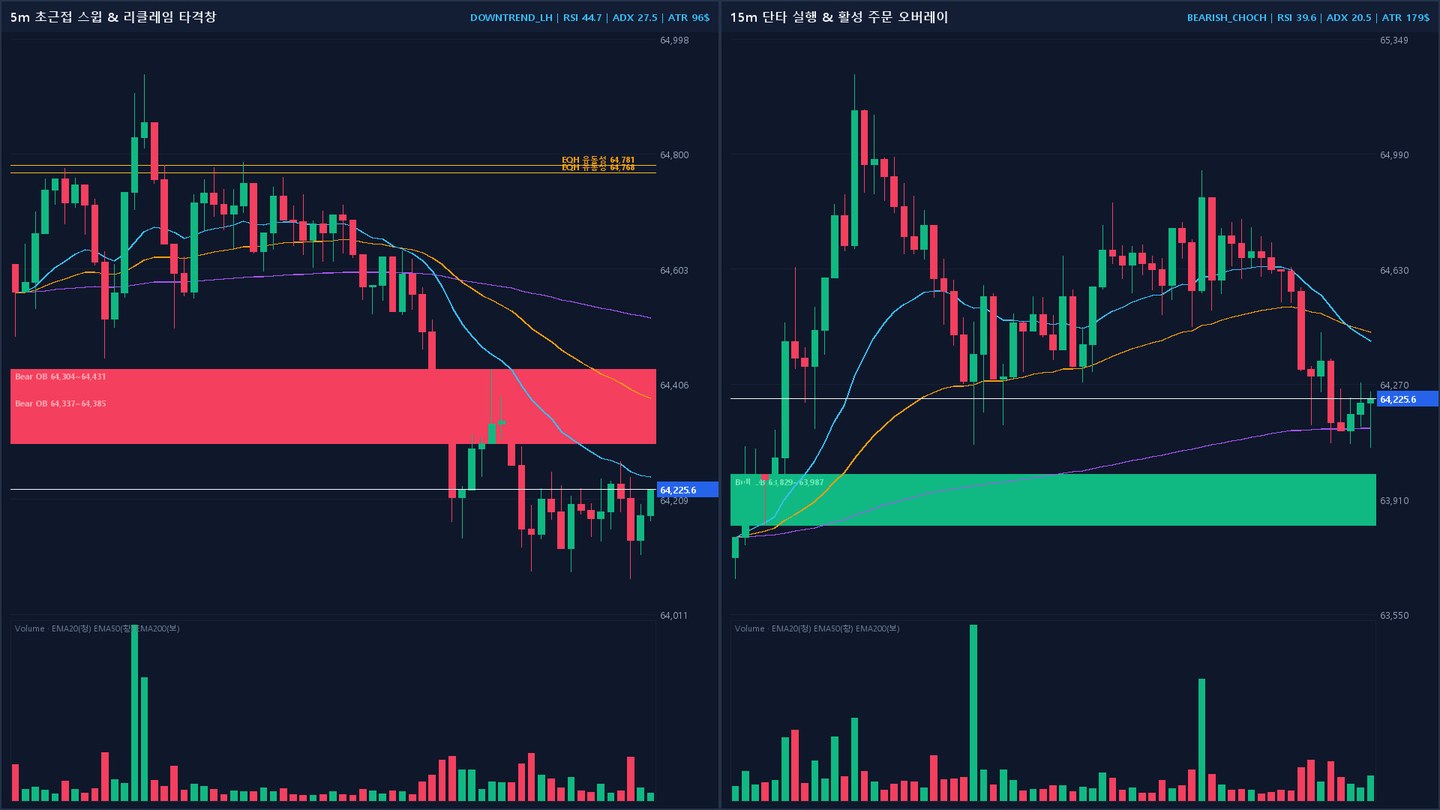 5m 초근접 스윕 & 리클레임 타격창
DOWNTREND_LH | RSI 44.7 | ADX 27.5 | ATR 96$
64,998
EQH 유동성 64,781
64,800
EQH 유동성 64,768
64,603
Bear OB 64,304~64,431
64,406
Bear OB 64,337~64,385
64,225.6
64,209
64,011
Volume · EMA20(청) EMA50(황) EMA200(보)
15m 단타 실행 & 활성 주문 오버레이
BEARISH_CHOCH | RSI 39.6 | ADX 20.5 | ATR 179$
65,349
64,990
64,630
64,270
64,225.6
OB 63,829~63,987
63,910
63,550
Volume · EMA20(청) EMA50(황) EMA200(보)